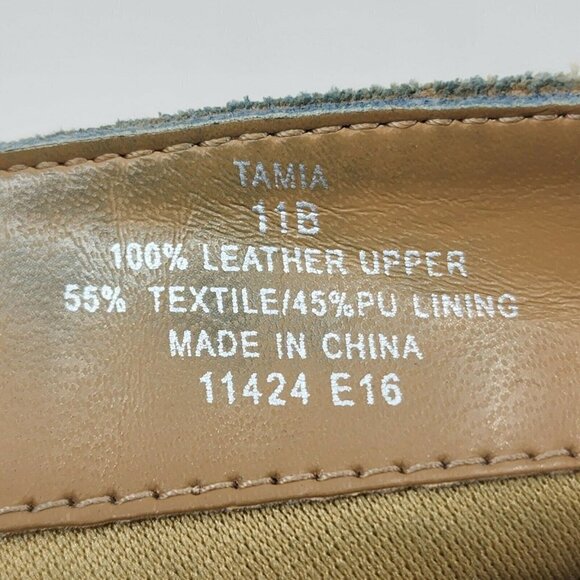 TAMIA
11B
100% LEATHER UPPER
55% TEXTILE/45%PU LINING
MADE IN CHINA
11424 E16